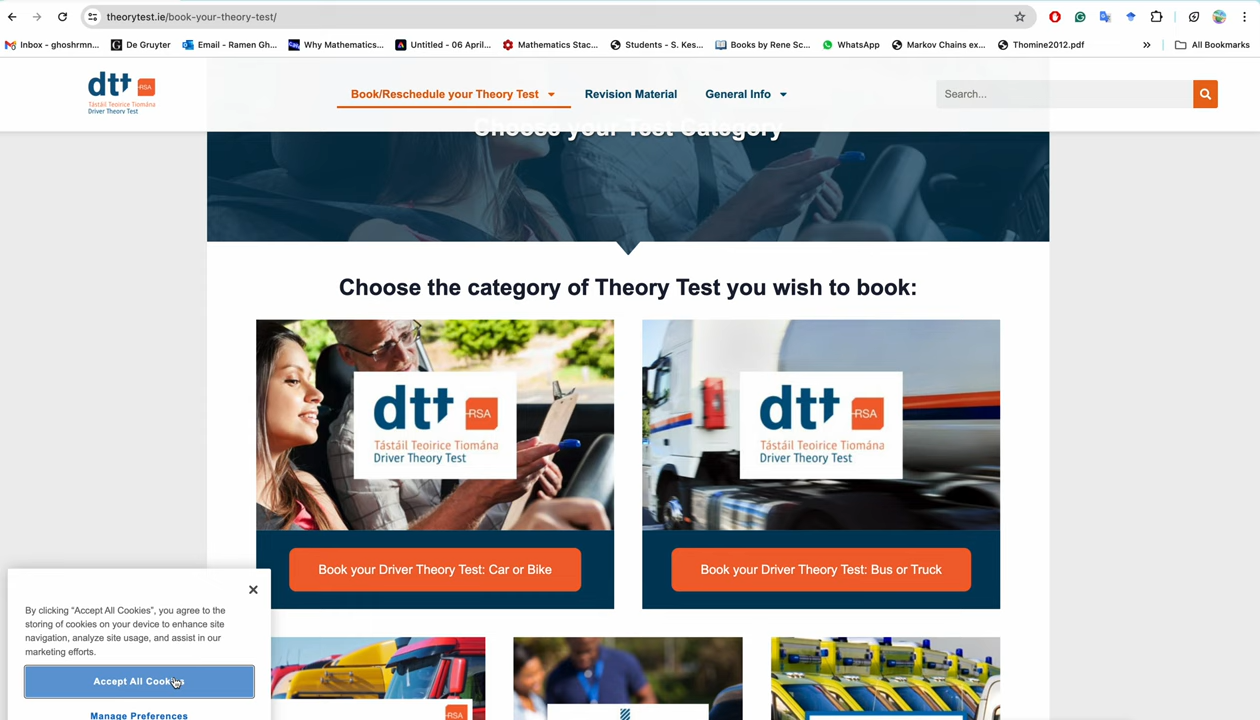 theorytest.ie/book-your-theory-test/
Inbox - ghoshrmn...
De Gruyter
Email - Ramen Gh...
Why Mathematics...
Untitled - 06 April...
Mathematics Stac...
Students - S. Kes...
Books by Rene Sc...
WhatsApp
Markov Chains ex...
Thomine2012.pdf
»
All Bookmarks
dtt RSA
Tástáil Teoirice Tiomána
Driver Theory Test
Book/Reschedule your Theory Test
Revision Material
General Info
Search...
Choose your Test Category
Choose the category of Theory Test you wish to book:
dtt RSA
Tástáil Teoirice Tiomána
Driver Theory Test
dtt RSA
Tástáil Teoirice Tiomána
Driver Theory Test
Book your Driver Theory Test: Car or Bike
Book your Driver Theory Test: Bus or Truck
By clicking “Accept All Cookies”, you agree to the
storing of cookies on your device to enhance site
navigation, analyze site usage, and assist in our
marketing efforts.
Accept All Cookies
Manage Preferences
RSA